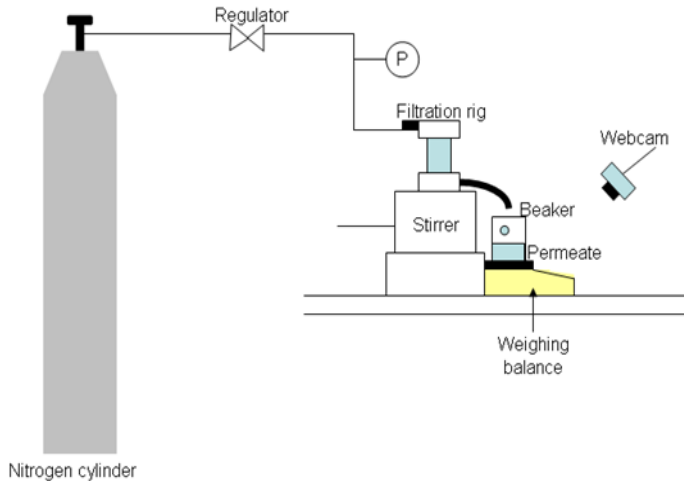 Regulator
P
Filtration rig
Webcam
Beaker
Stirrer
Permeate
Weighing
balance
Nitrogen cylinder